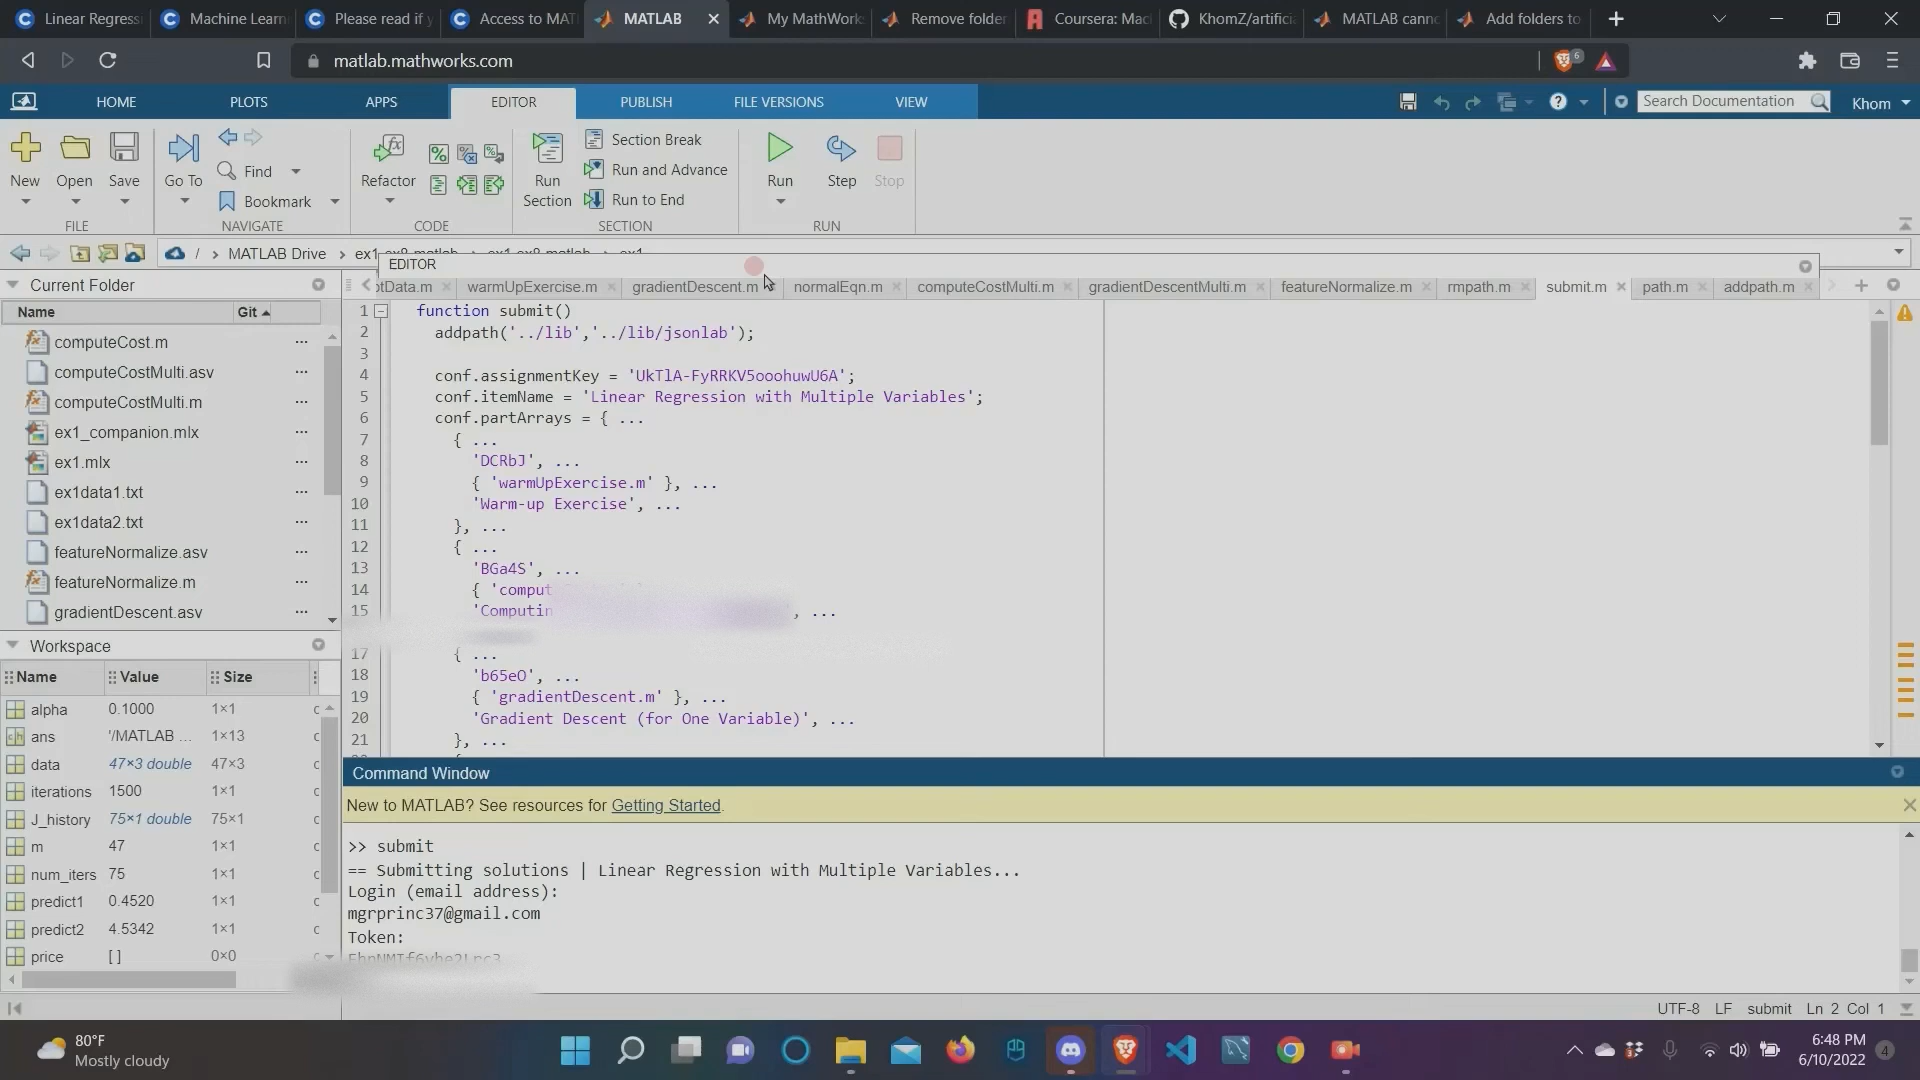 Linear Regress
Machine Learn
Please read if y
Access to MAT
MATLAB
My MathWork
Remove folder
Coursera: Mac
KhomZ/artificia
MATLAB canno
Add folders to
matlab.mathworks.com
6
HOME
PLOTS
APPS
EDITOR
PUBLISH
FILE VERSIONS
VIEW
Search Documentation
Khom
New
Open
Save
FILE
Go To
Find
Bookmark
NAVIGATE
Refactor
CODE
Run Section
Section Break
Run and Advance
Run to End
SECTION
Run
Step
Stop
RUN
/ › MATLAB Drive › ex1-ex8-matlab › ex1-ex8-matlab › ex1
Current Folder
Name Git
computeCost.m
computeCostMulti.asv
computeCostMulti.m
ex1_companion.mlx
ex1.mlx
ex1data1.txt
ex1data2.txt
featureNormalize.asv
featureNormalize.m
gradientDescent.asv
Workspace
Name Value Size
alpha 0.1000 1×1
ans '/MATLAB ... 1×13
data 47×3 double 47×3
iterations 1500 1×1
J_history 75×1 double 75×1
m 47 1×1
num_iters 75 1×1
predict1 0.4520 1×1
predict2 4.5342 1×1
price [ ] 0×0
EDITOR
otData.m
warmUpExercise.m
gradientDescent.m
normalEqn.m
computeCostMulti.m
gradientDescentMulti.m
featureNormalize.m
rmpath.m
submit.m
path.m
addpath.m
1 function submit()
2 addpath('../lib','../lib/jsonlab');
3
4 conf.assignmentKey = 'UkTlA-FyRRKV5ooohuwU6A';
5 conf.itemName = 'Linear Regression with Multiple Variables';
6 conf.partArrays = { ...
7 { ...
8 'DCRbJ', ...
9 { 'warmUpExercise.m' }, ...
10 'Warm-up Exercise', ...
11 }, ...
12 { ...
13 'BGa4S', ...
14 { 'comput
15 'Computin , ...
17 { ...
18 'b65eO', ...
19 { 'gradientDescent.m' }, ...
20 'Gradient Descent (for One Variable)', ...
21 }, ...
Command Window
New to MATLAB? See resources for Getting Started.
>> submit
== Submitting solutions | Linear Regression with Multiple Variables...
Login (email address):
mgrprinc37@gmail.com
Token:
UTF-8 LF submit Ln 2 Col 1
80°F
Mostly cloudy
6:48 PM
6/10/2022
4